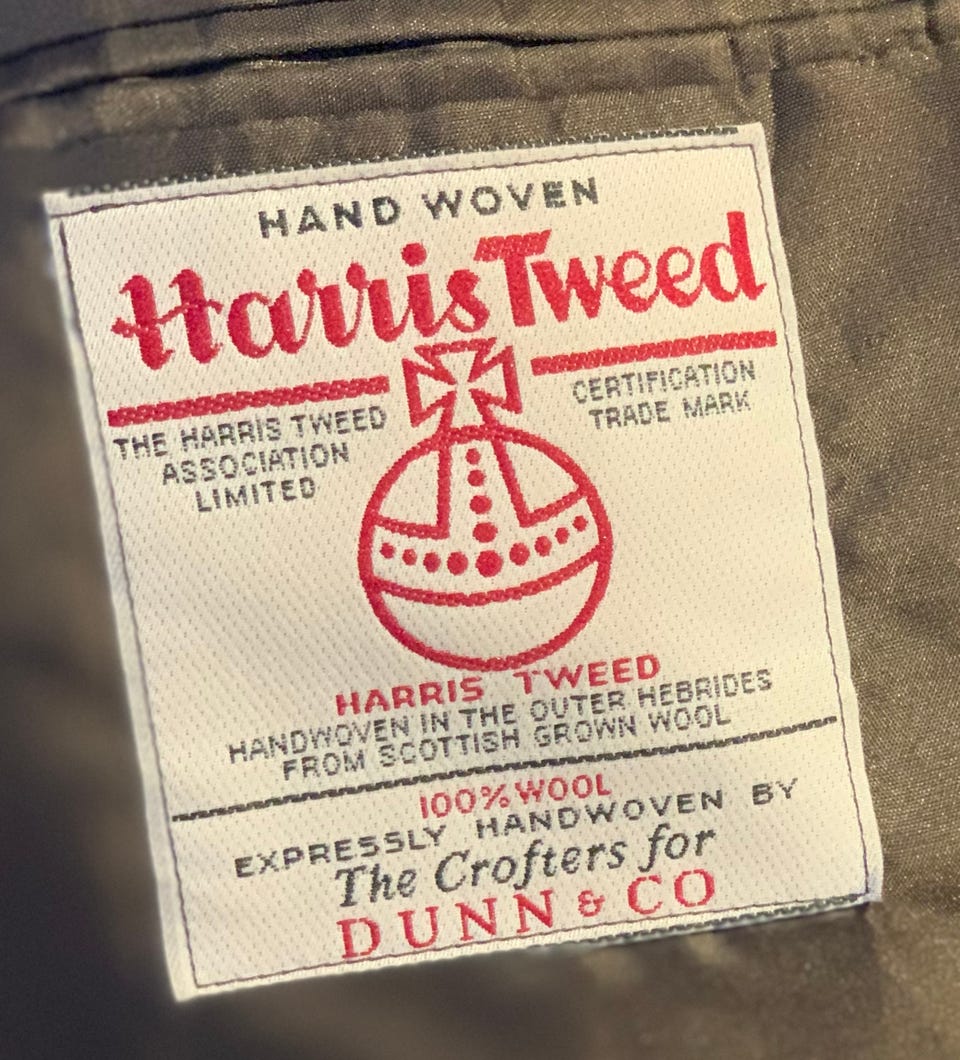 HAND WOVEN
Harris Tweed
THE HARRIS TWEED
ASSOCIATION
LIMITED
CERTIFICATION
TRADE MARK
HARRIS TWEED
HANDWOVEN IN THE OUTER HEBRIDES
FROM SCOTTISH GROWN WOOL
100% WOOL
EXPRESSLY HANDWOVEN BY
The Crofters for
DUNN & CO